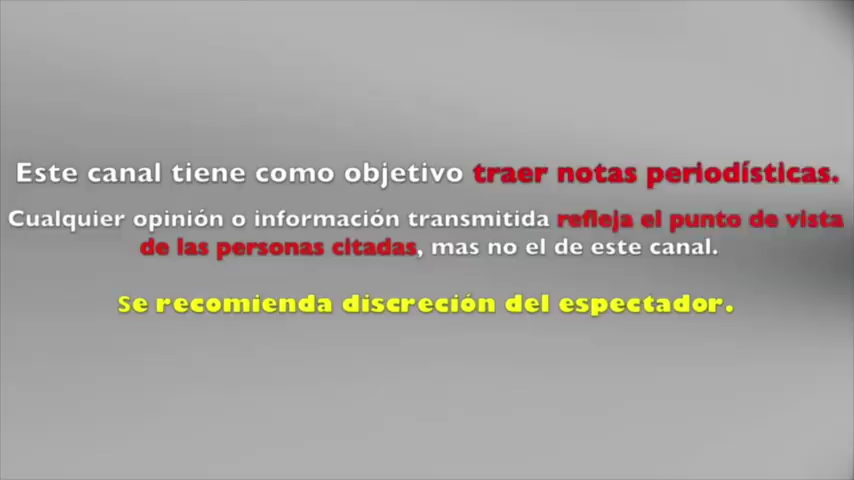 Este canal tiene como objetivo traer notas periodísticas.
Cualquier opinión o información transmitida refleja el punto de vista
de las personas citadas, mas no el de este canal.
Se recomienda discreción del espectador.